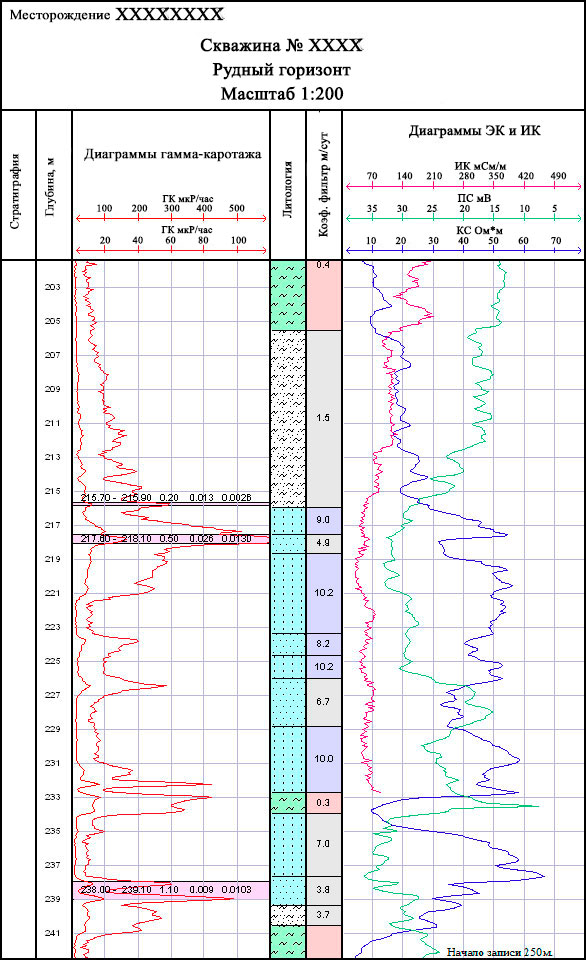 Месторождение XXXXXXXX
Скважина № XXXX
Рудный горизонт
Масштаб 1:200
Стратиграфия
Глубина, м
Диаграммы гамма-каротажа
ГК мкР/час
100 200 300 400 500
ГК мкР/час
20 40 60 80 100
Литология
Коэф. фильтр м/сут
Диаграммы ЭК и ИК
ИК мСм/м
70 140 210 280 350 420 490
ПС мВ
35 30 25 20 15 10 5
КС Ом*м
10 20 30 40 50 60 70
0.4
203
205
207
209
211
1.5
213
215
215.70 - 215.90 0.20 0.013 0.0026
217
9.0
217.60 - 218.10 0.50 0.026 0.0130
4.9
219
221
10.2
223
8.2
225
10.2
227
6.7
229
231
10.0
233
0.3
235
7.0
237
238.00 - 239.10 1.10 0.009 0.0103
3.8
239
3.7
241
Начало записи 250м.